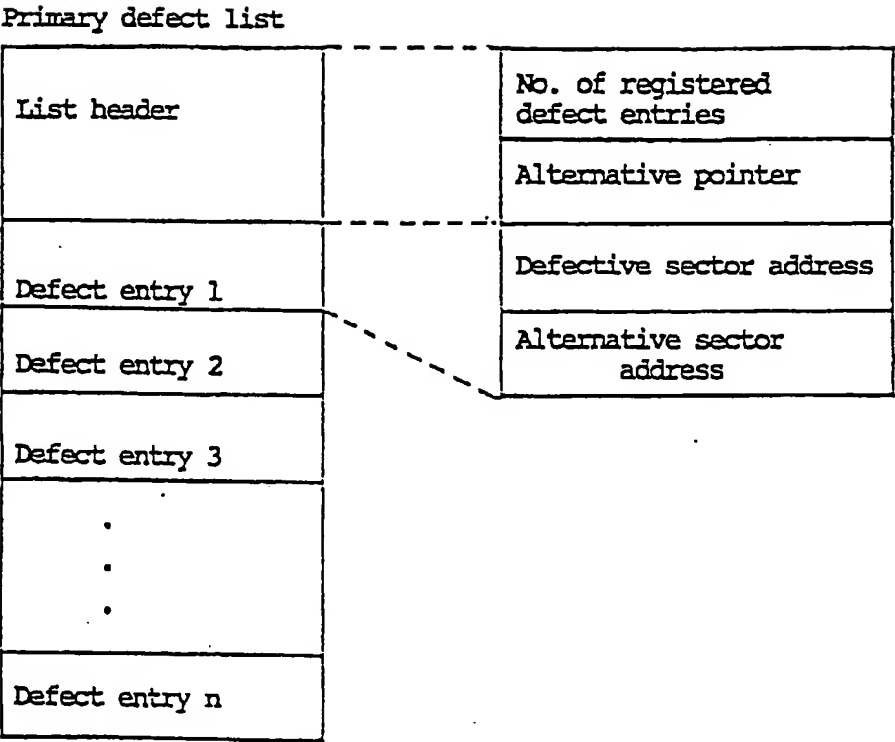 Primary defect list
List header
Defect entry 1
Defect entry 2
Defect entry 3
Defect entry n
No. of registered
defect entries
Alternative pointer
Defective sector address
Alternative sector
address